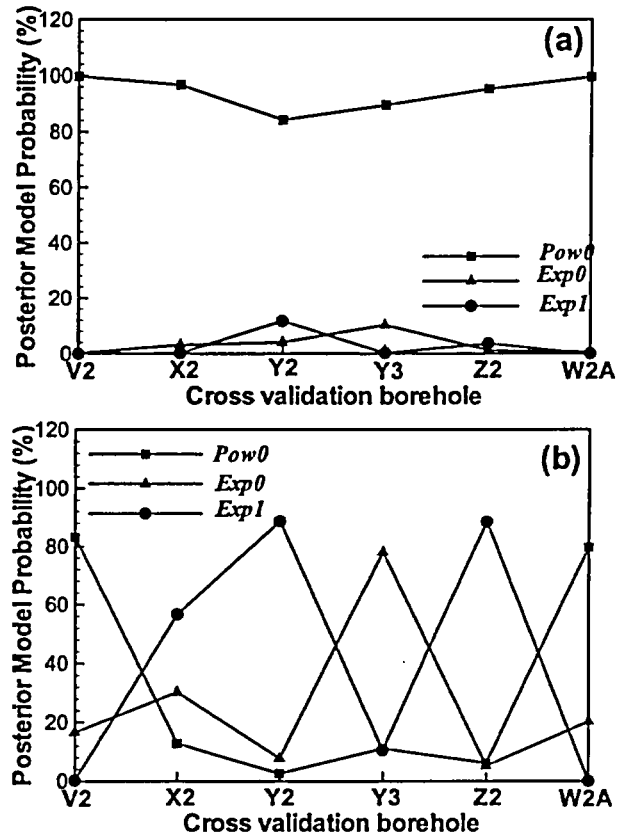 120
(a)
100
80
60
40
20
0
Posterior Model Probability (%)
Pow0
Exp0
Exp1
V2 X2 Y2 Y3 Z2 W2A
Cross validation borehole
120
(b)
100
80
60
40
20
0
Posterior Model Probability (%)
Pow0
Exp0
Exp1
V2 X2 Y2 Y3 Z2 W2A
Cross validation borehole